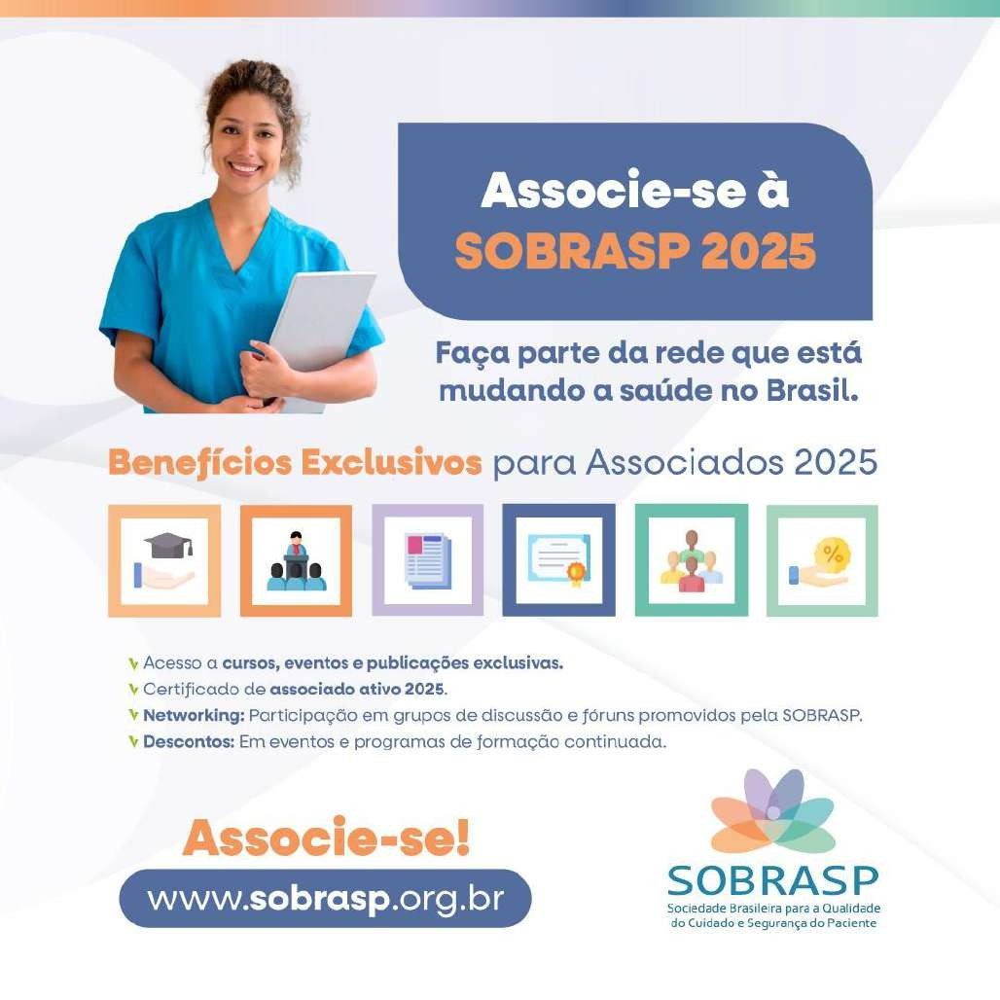 Associe-se à
SOBRASP 2025
Faça parte da rede que está
mudando a saúde no Brasil.
Benefícios Exclusivos para Associados 2025
%
Acesso a cursos, eventos e publicações exclusivas.
Certificado de associado ativo 2025.
Networking: Participação em grupos de discussão e fóruns promovidos pela SOBRASP.
Descontos: Em eventos e programas de formação continuada.
Associe-se!
www.sobrasp.org.br
SOBRASP
Sociedade Brasileira para a Qualidade
do Cuidado e Segurança do Paciente